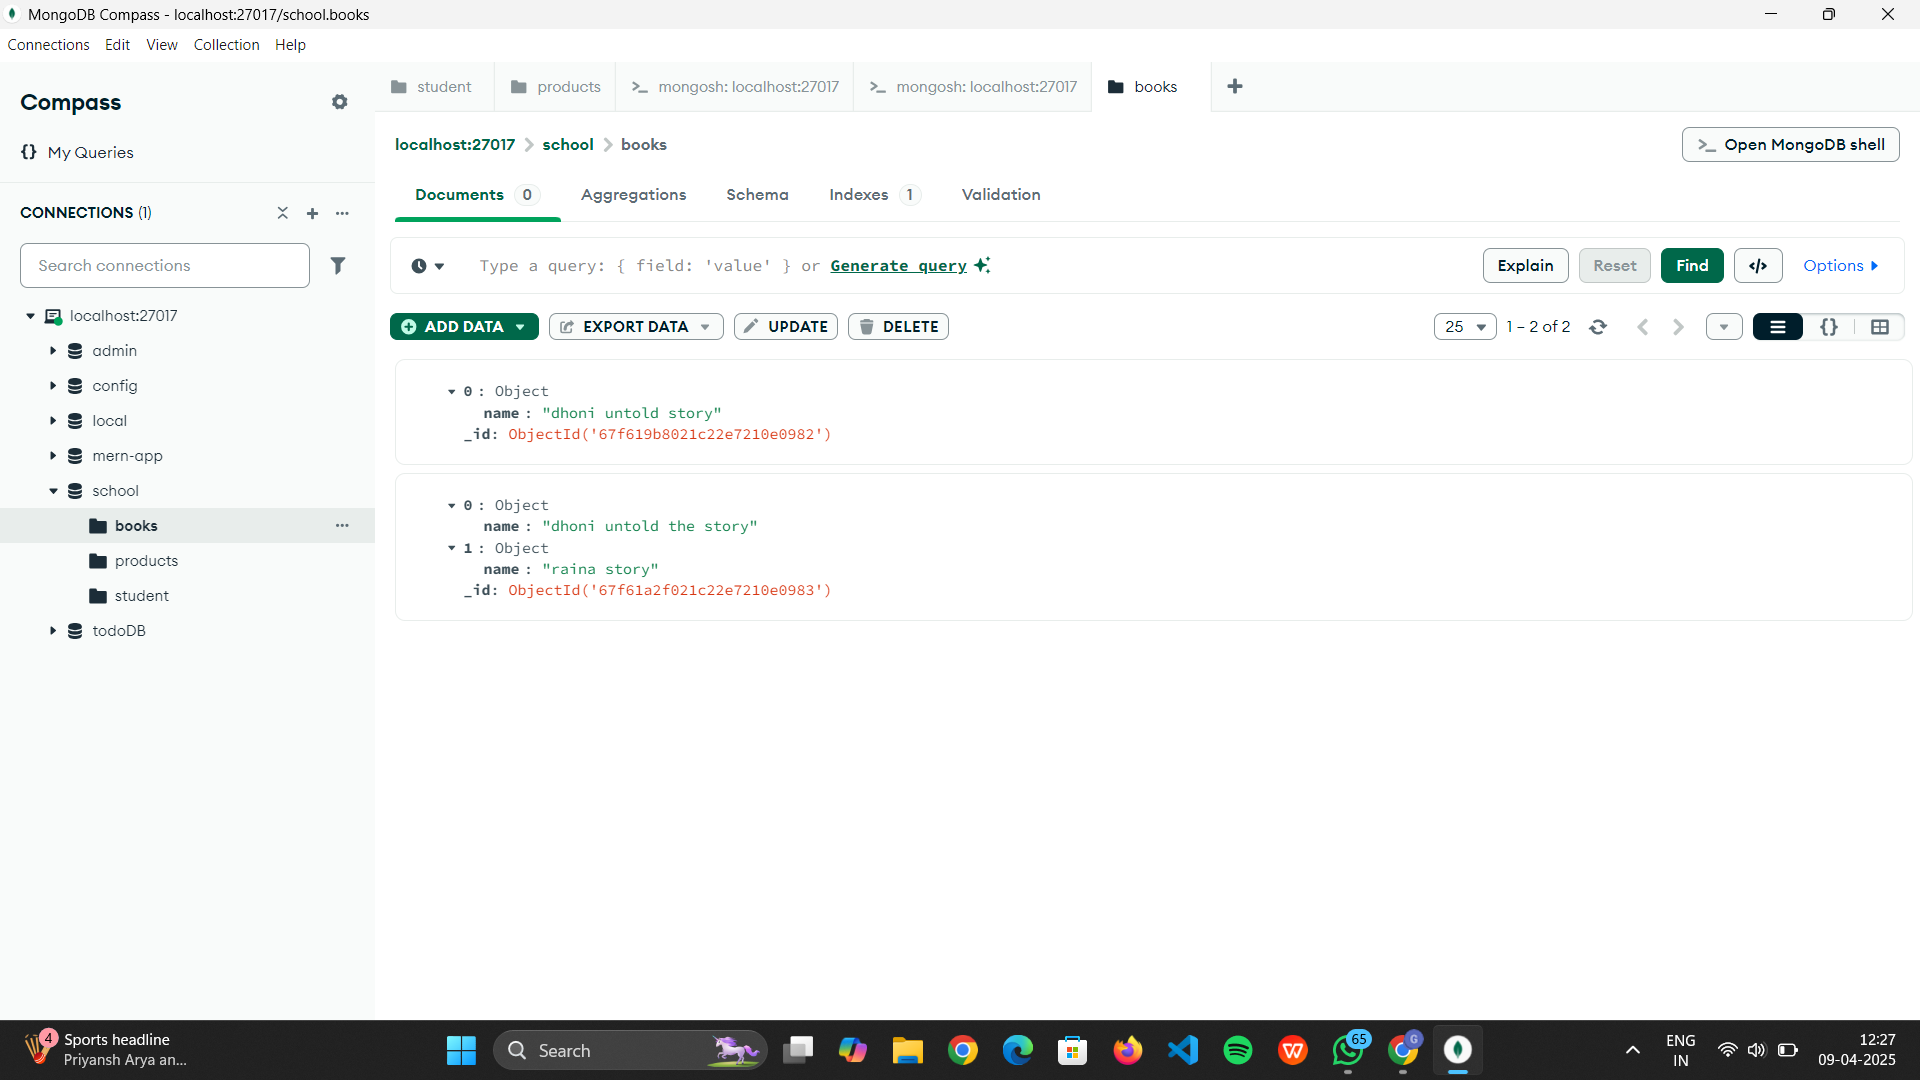 MongoDB Compass - localhost:27017/school.books
Connections Edit View Collection Help
Compass
{} My Queries
CONNECTIONS (1)
Search connections
localhost:27017
admin
config
local
mern-app
school
books
products
student
todoDB
student products >_ mongosh: localhost:27017 >_ mongosh: localhost:27017 books
localhost:27017 > school > books
>_ Open MongoDB shell
Documents 0 Aggregations Schema Indexes 1 Validation
Type a query: { field: 'value' } or Generate query
Explain Reset Find </> Options
ADD DATA EXPORT DATA UPDATE DELETE
25 1 – 2 of 2 {}
0 : Object
name : "dhoni untold story"
_id: ObjectId('67f619b8021c22e7210e0982')
0 : Object
name : "dhoni untold the story"
1 : Object
name : "raina story"
_id: ObjectId('67f61a2f021c22e7210e0983')
4 Sports headline
Priyansh Arya an...
Search
W
65
G
ENG
IN
12:27
09-04-2025